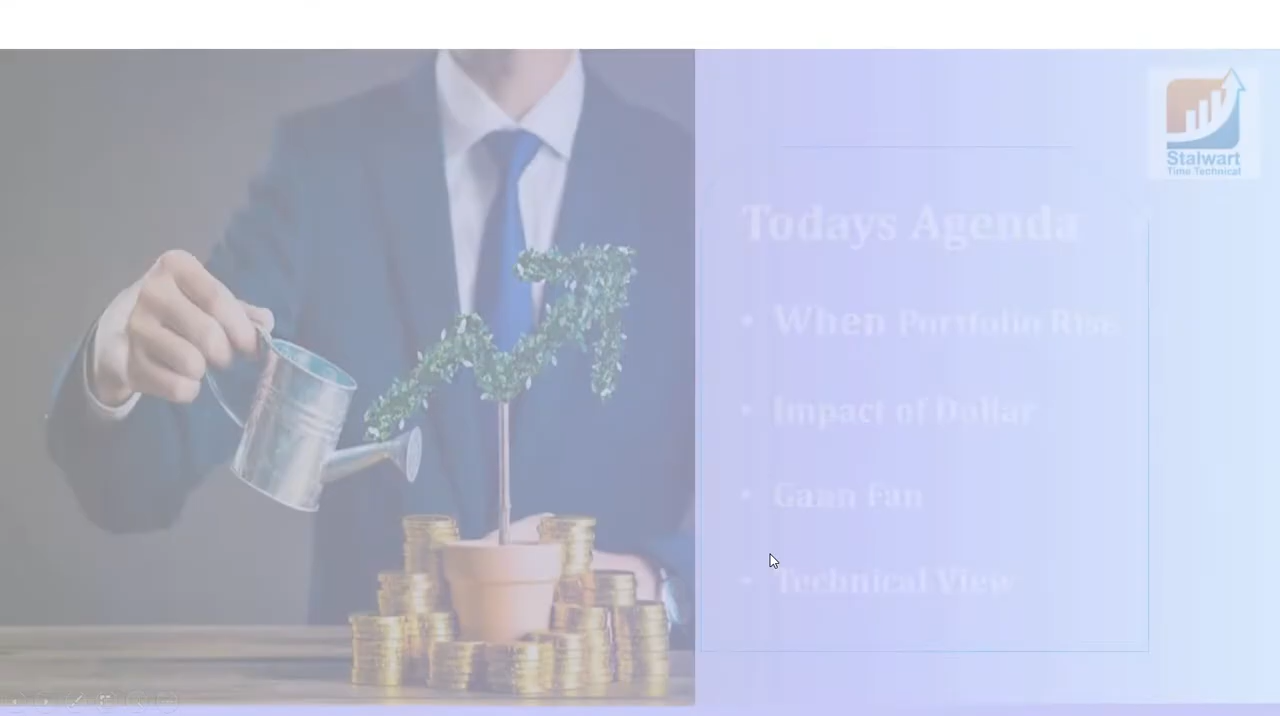 Stalwart
Time Technical
Todays Agenda
• When Portfolio Rise
• Impact of Dollar
• Gaan Fan
• Technical View